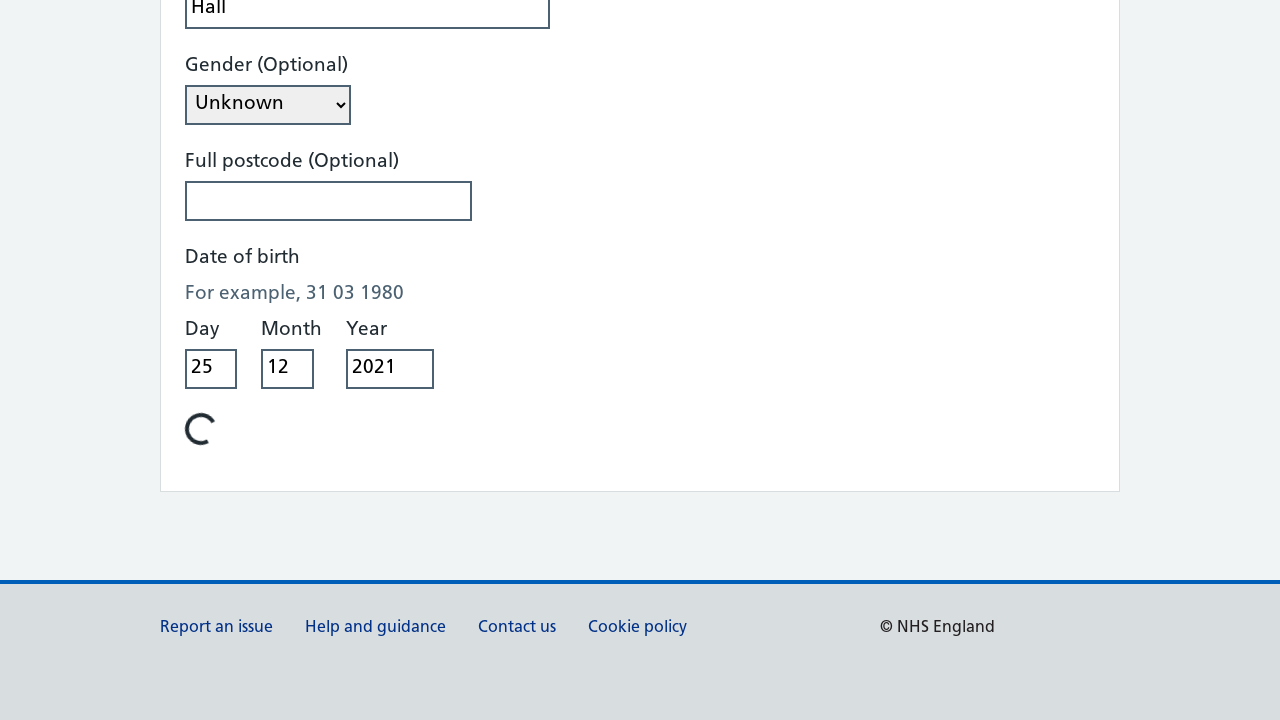 Hall
Gender (Optional)
Unknown
Full postcode (Optional)
Date of birth
For example, 31 03 1980
Day Month Year
25 12 2021
Report an issue Help and guidance Contact us Cookie policy © NHS England